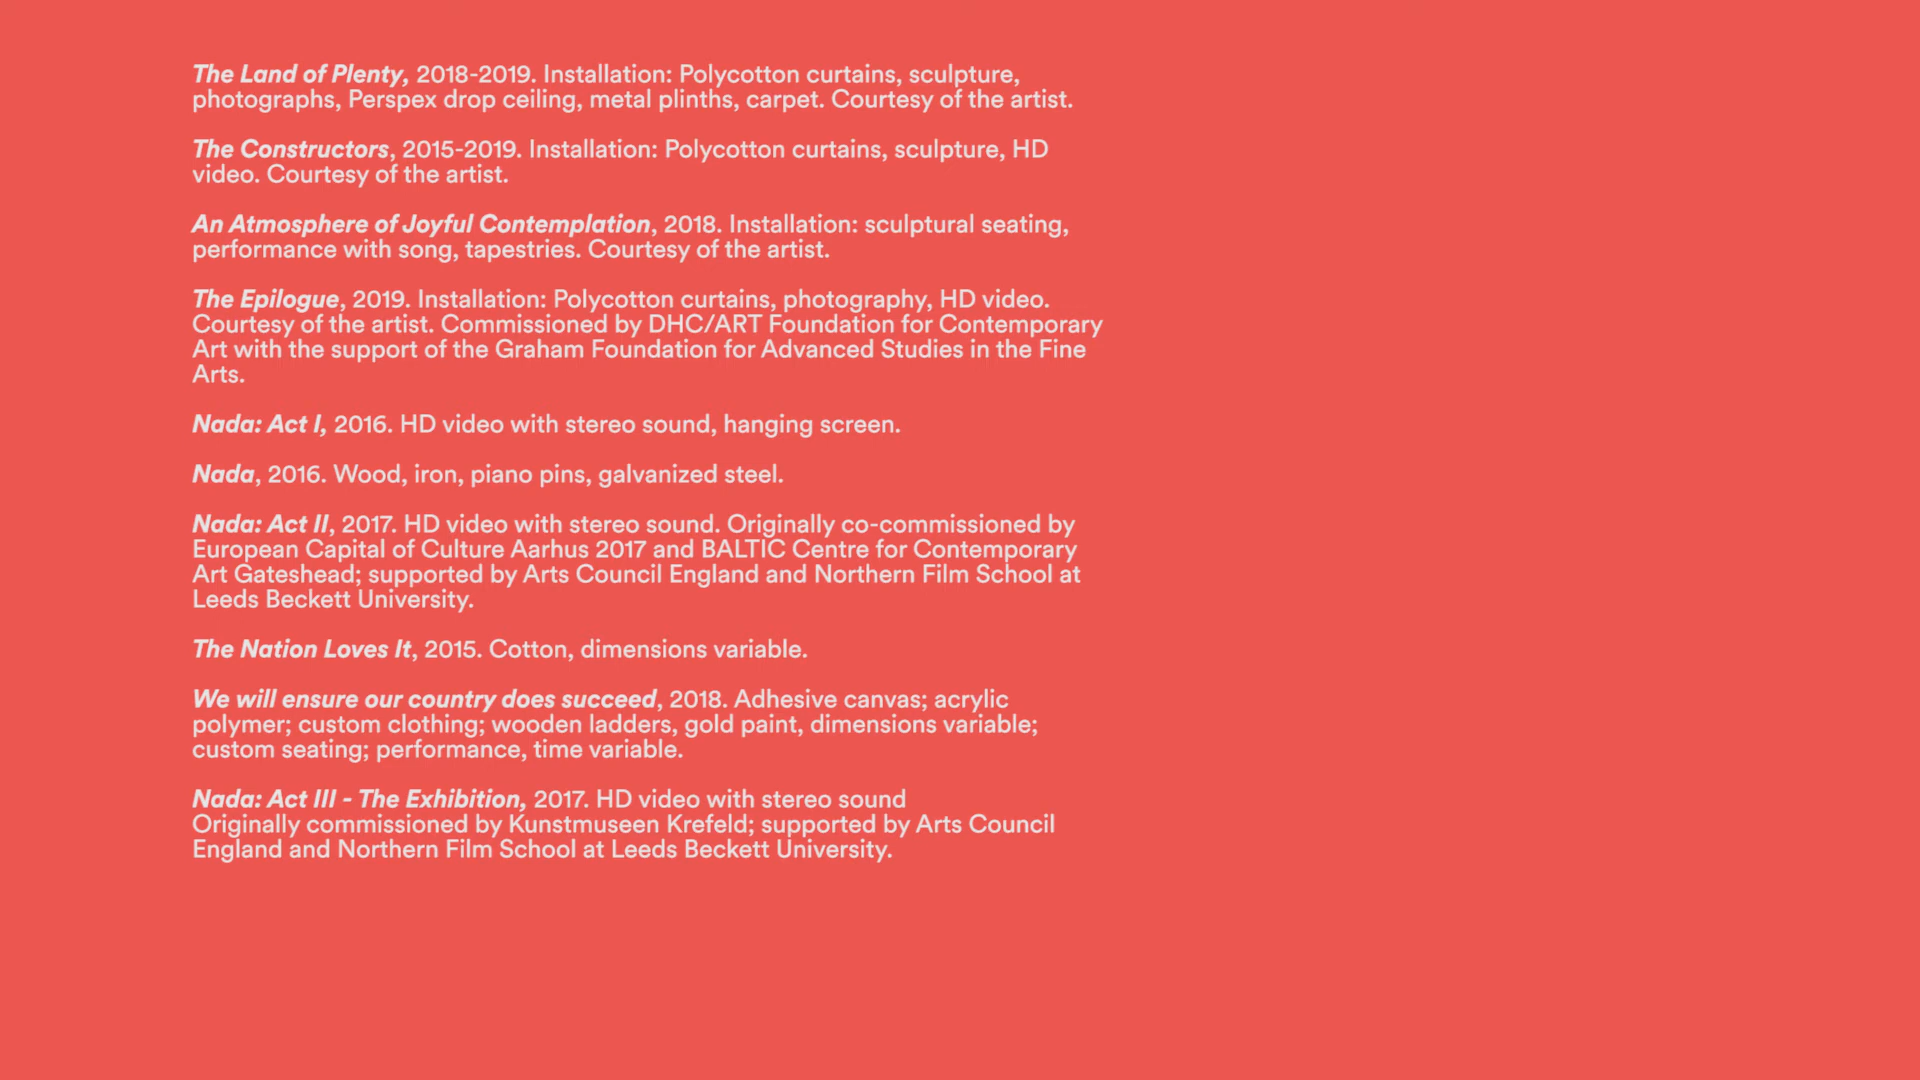 The Land of Plenty, 2018-2019. Installation: Polycotton curtains, sculpture,
photographs, Perspex drop ceiling, metal plinths, carpet. Courtesy of the artist.
The Constructors, 2015-2019. Installation: Polycotton curtains, sculpture, HD
video. Courtesy of the artist.
An Atmosphere of Joyful Contemplation, 2018. Installation: sculptural seating,
performance with song, tapestries. Courtesy of the artist.
The Epilogue, 2019. Installation: Polycotton curtains, photography, HD video.
Courtesy of the artist. Commissioned by DHC/ART Foundation for Contemporary
Art with the support of the Graham Foundation for Advanced Studies in the Fine
Arts.
Nada: Act I, 2016. HD video with stereo sound, hanging screen.
Nada, 2016. Wood, iron, piano pins, galvanized steel.
Nada: Act II, 2017. HD video with stereo sound. Originally co-commissioned by
European Capital of Culture Aarhus 2017 and BALTIC Centre for Contemporary
Art Gateshead; supported by Arts Council England and Northern Film School at
Leeds Beckett University.
The Nation Loves It, 2015. Cotton, dimensions variable.
We will ensure our country does succeed, 2018. Adhesive canvas; acrylic
polymer; custom clothing; wooden ladders, gold paint, dimensions variable;
custom seating; performance, time variable.
Nada: Act III - The Exhibition, 2017. HD video with stereo sound
Originally commissioned by Kunstmuseen Krefeld; supported by Arts Council
England and Northern Film School at Leeds Beckett University.